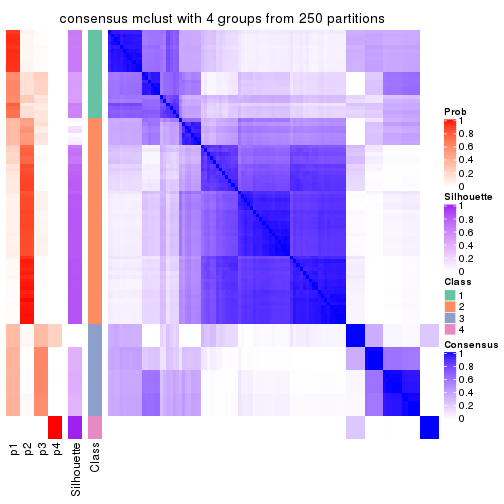 consensus mclust with 4 groups from 250 partitions
Prob
1
0.8
0.6
0.4
0.2
0
Silhouette
1
0.8
0.6
0.4
0.2
0
Class
1
2
3
4
Consensus
1
0.8
0.6
0.4
0.2
0
p1
p2
p3
p4
Silhouette
Class